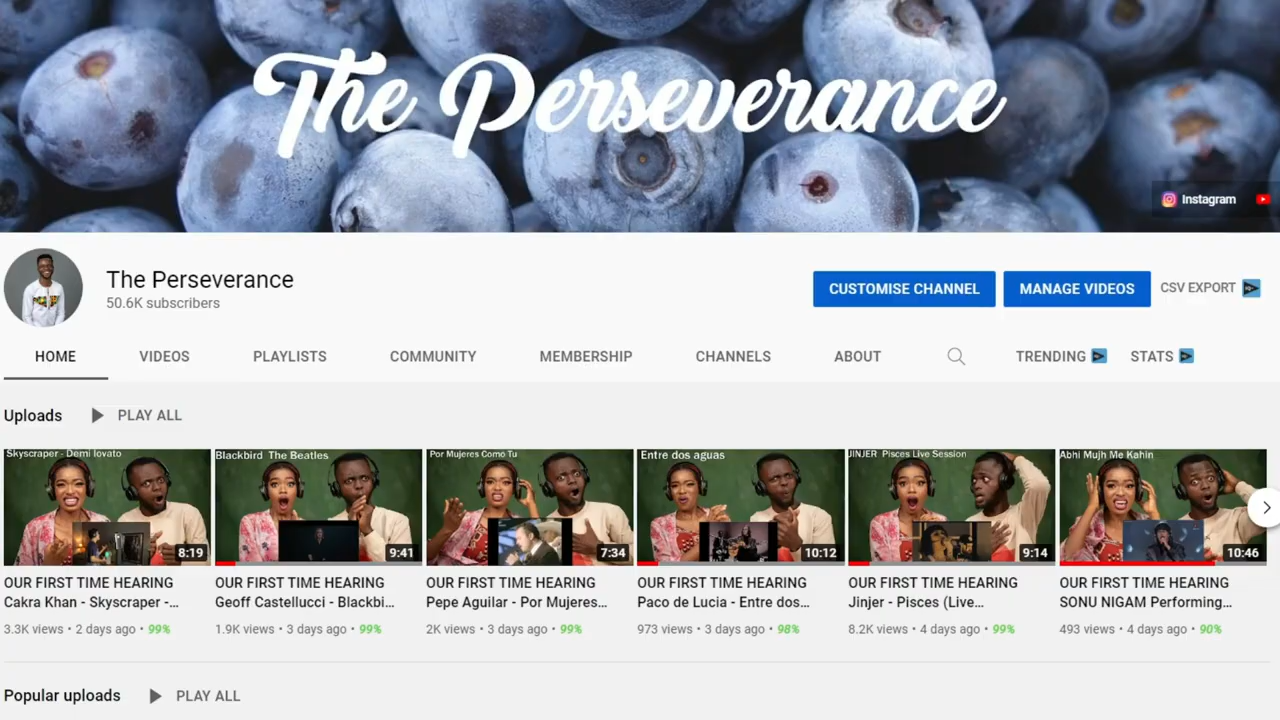 The Perseverance
Instagram
The Perseverance
50.6K subscribers
CUSTOMISE CHANNEL
MANAGE VIDEOS
CSV EXPORT
HOME
VIDEOS
PLAYLISTS
COMMUNITY
MEMBERSHIP
CHANNELS
ABOUT
TRENDING
STATS
Uploads
PLAY ALL
Skyscraper - Demi lovato
8:19
OUR FIRST TIME HEARING
Cakra Khan - Skyscraper -...
3.3K views • 2 days ago • 99%
Blackbird The Beatles
9:41
OUR FIRST TIME HEARING
Geoff Castellucci - Blackbi...
1.9K views • 3 days ago • 99%
Por Mujeres Como Tu
7:34
OUR FIRST TIME HEARING
Pepe Aguilar - Por Mujeres...
2K views • 3 days ago • 99%
Entre dos aguas
10:12
OUR FIRST TIME HEARING
Paco de Lucia - Entre dos...
973 views • 3 days ago • 98%
JINJER Pisces Live Session
9:14
OUR FIRST TIME HEARING
Jinjer - Pisces (Live...
8.2K views • 4 days ago • 99%
Abhi Mujh Me Kahin
10:46
OUR FIRST TIME HEARING
SONU NIGAM Performing...
493 views • 4 days ago • 90%
Popular uploads
PLAY ALL